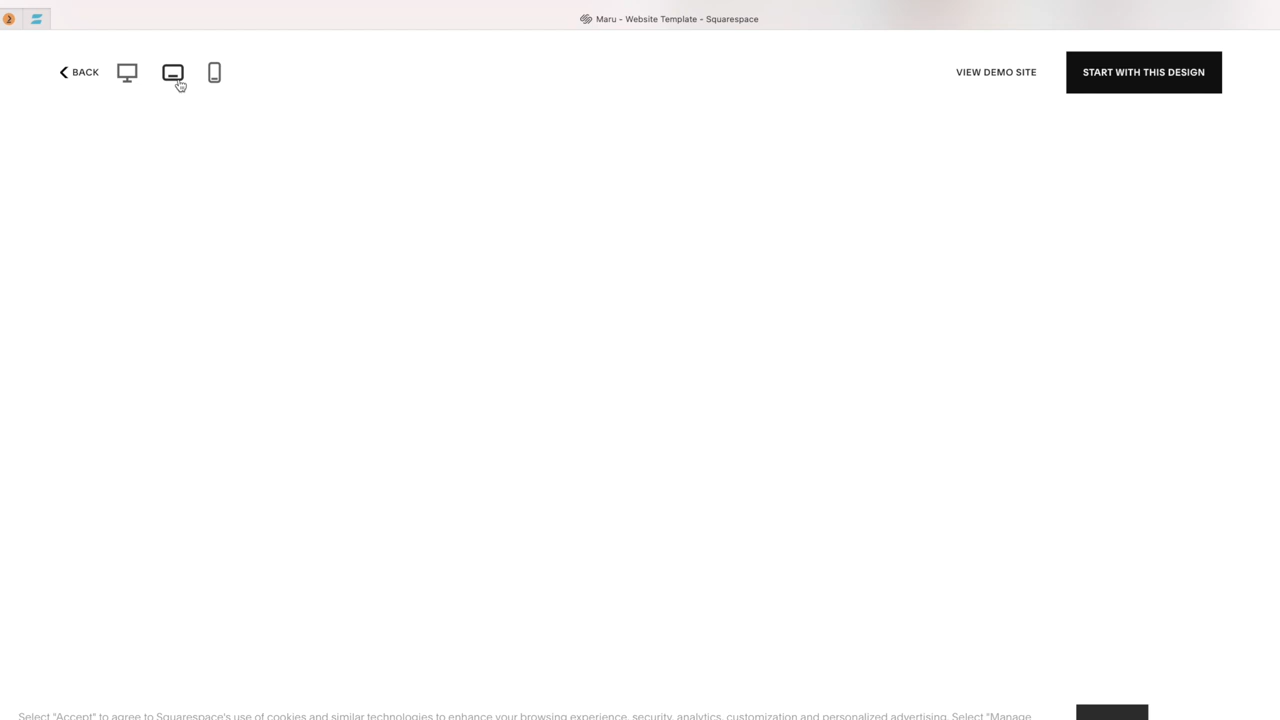 Maru - Website Template - Squarespace
BACK
VIEW DEMO SITE
START WITH THIS DESIGN
Select "Accept" to agree to Squarespace's use of cookies and similar technologies to enhance your browsing experience, security, analytics, customization and personalized advertising. Select "Manage